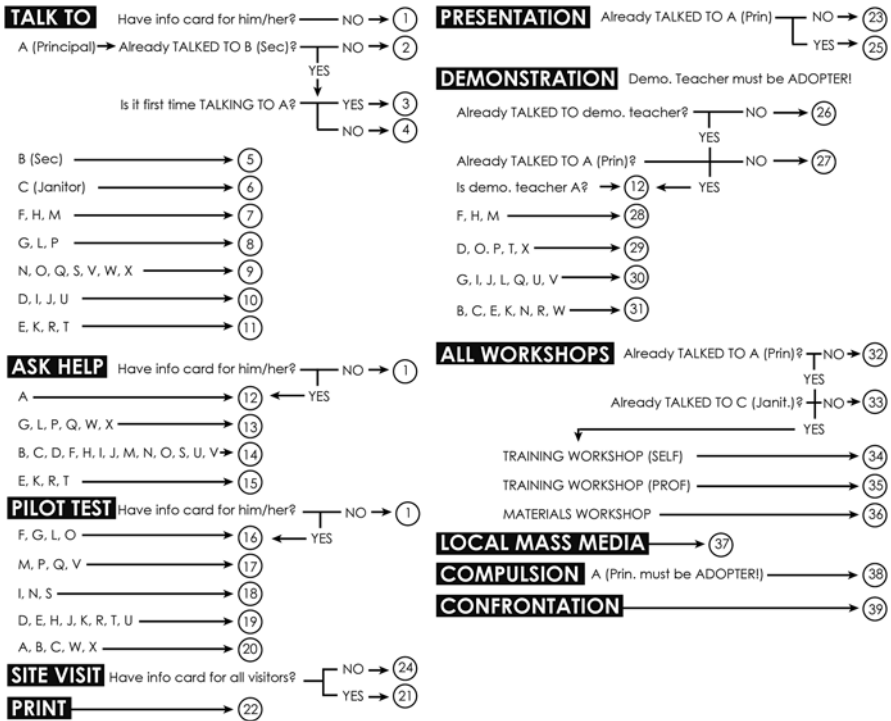 TALK TO Have info card for him/her? NO 1
A (Principal) Already TALKED TO B (Sec)? NO 2
YES
Is it first time TALKING TO A? YES 3
NO 4
B (Sec) 5
C (Janitor) 6
F, H, M 7
G, L, P 8
N, O, Q, S, V, W, X 9
D, I, J, U 10
E, K, R, T 11
ASK HELP Have info card for him/her? NO 1
A 12 YES
G, L, P, Q, W, X 13
B, C, D, F, H, I, J, M, N, O, S, U, V 14
E, K, R, T 15
PILOT TEST Have info card for him/her? NO 1
F, G, L, O 16 YES
M, P, Q, V 17
I, N, S 18
D, E, H, J, K, R, T, U 19
A, B, C, W, X 20
SITE VISIT Have info card for all visitors? NO 24
YES 21
PRINT 22
PRESENTATION Already TALKED TO A (Prin) NO 23
YES 25
DEMONSTRATION Demo. Teacher must be ADOPTER!
Already TALKED TO demo. teacher? NO 26
YES
Already TALKED TO A (Prin)? NO 27
Is demo. teacher A? 12 YES
F, H, M 28
D, O. P, T, X 29
G, I, J, L, Q, U, V 30
B, C, E, K, N, R, W 31
ALL WORKSHOPS Already TALKED TO A (Prin)? NO 32
YES
Already TALKED TO C (Janit.)? NO 33
YES
TRAINING WORKSHOP (SELF) 34
TRAINING WORKSHOP (PROF) 35
MATERIALS WORKSHOP 36
LOCAL MASS MEDIA 37
COMPULSION A (Prin. must be ADOPTER!) 38
CONFRONTATION 39